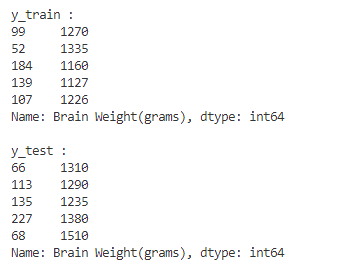 y_train :
99 1270
52 1335
184 1160
139 1127
107 1226
Name: Brain Weight(grams), dtype: int64
y_test :
66 1310
113 1290
135 1235
227 1380
68 1510
Name: Brain Weight(grams), dtype: int64